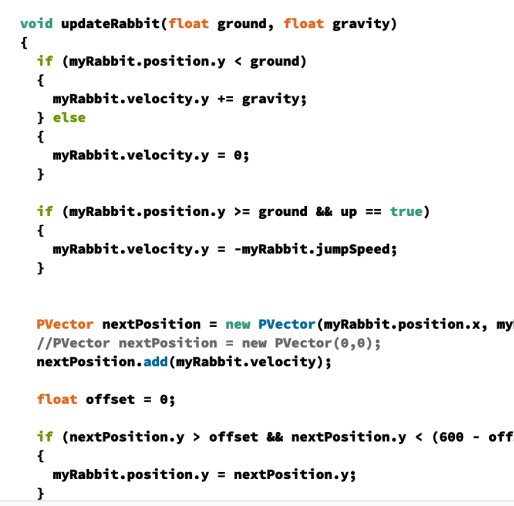 void updateRabbit(float ground, float gravity)
{
if (myRabbit.position.y < ground)
{
myRabbit.velocity.y += gravity;
} else
{
myRabbit.velocity.y = 0;
}
if (myRabbit.position.y >= ground && up == true)
{
myRabbit.velocity.y = -myRabbit.jumpSpeed;
}
PVector nextPosition = new PVector(myRabbit.position.x, my
//PVector nextPosition = new PVector(0,0);
nextPosition.add(myRabbit.velocity);
float offset = 0;
if (nextPosition.y > offset && nextPosition.y < (600 - off
{
myRabbit.position.y = nextPosition.y;
}